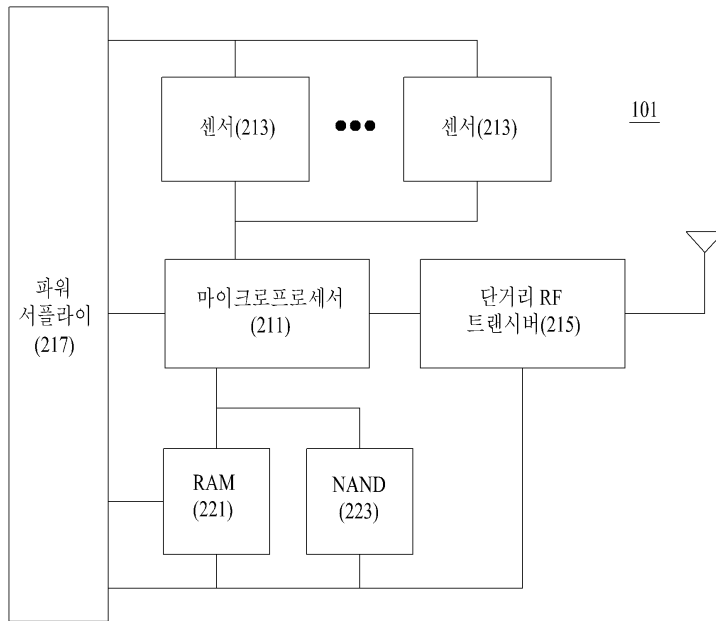 센서(213)
센서(213)
101
파워
서플라이
(217)
마이크로프로세서
(211)
단거리 RF
트랜시버(215)
RAM
(221)
NAND
(223)